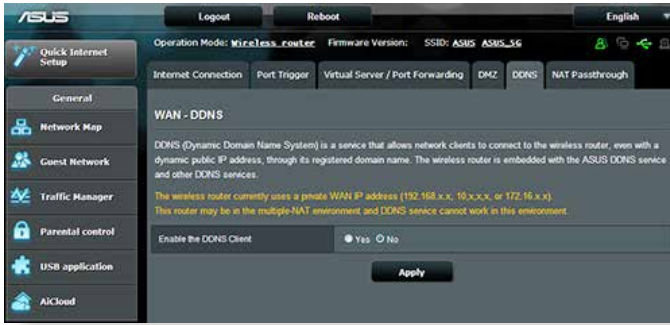 ASUS
Logout
Reboot
English
Quick Internet Setup
Operation Mode: Wireless router Firmware Version: SSID: ASUS ASUS_5G
Internet Connection Port Trigger Virtual Server / Port Forwarding DMZ DDNS NAT Passthrough
General
Network Map
Guest Network
Traffic Manager
Parental control
USB application
AiCloud
WAN - DDNS
DDNS (Dynamic Domain Name System) is a service that allows network clients to connect to the wireless router, even with a
dynamic public IP address, through its registered domain name. The wireless router is embedded with the ASUS DDNS service
and other DDNS services.
The wireless router currently uses a private WAN IP address (192.168.x.x, 10,x,x,x, or 172.16.x.x).
This router may be in the multiple-NAT environment and DDNS service cannot work in this environment.
Enable the DDNS Client Yes No
Apply